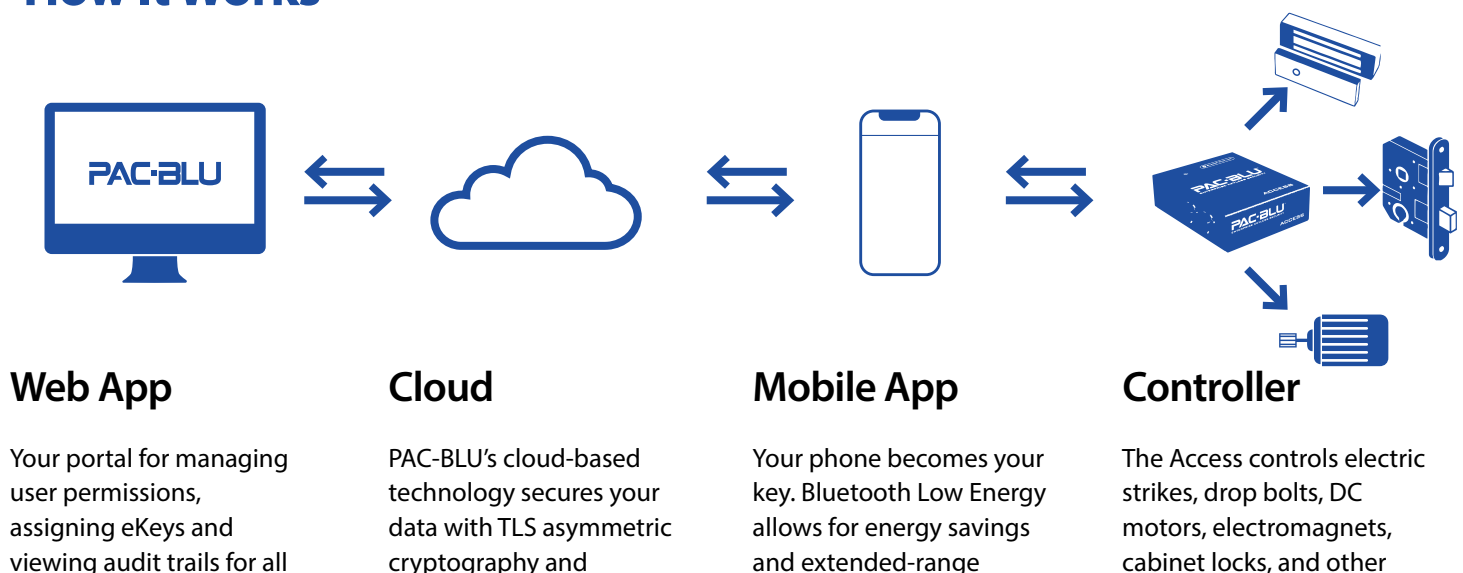 How It Works
PAC-BLU
PAC-BLU
ACCESS
PAC-BLU
ACCESS
Web App
Your portal for managing
user permissions,
assigning eKeys and
viewing audit trails for all
Cloud
PAC-BLU's cloud-based
technology secures your
data with TLS asymmetric
cryptography and
Mobile App
Your phone becomes your
key. Bluetooth Low Energy
allows for energy savings
and extended-range
Controller
The Access controls electric
strikes, drop bolts, DC
motors, electromagnets,
cabinet locks, and other